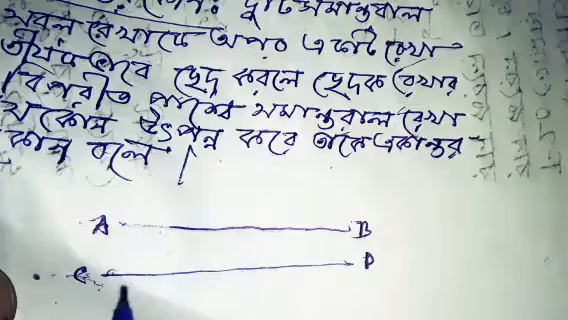 দুটি সমান্তরাল
সরল রেখাকে অপর একটি রেখা
তীর্যকভাবে ছেদ করলে ছেদক রেখার
বিপরীত পাশে সমান্তরাল রেখা
যে কোন উৎপন্ন করে তাকে একান্তর
কোন বলে।
A B
C D